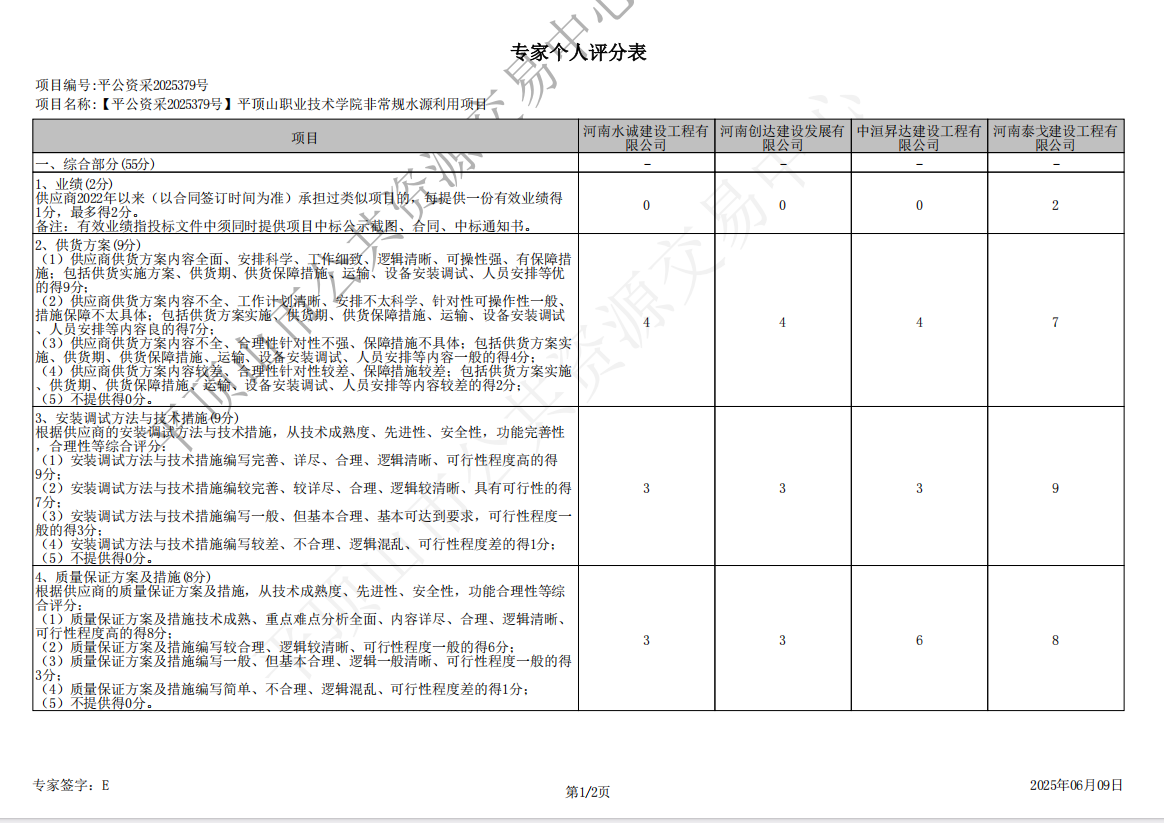 专家个人评分表
项目编号:平公资采2025379号
项目名称:【平公资采2025379号】平顶山职业技术学院非常规水源利用项目
项目
河南水诚建设工程有
限公司
河南创达建设发展有
限公司
中洹昇达建设工程有
限公司
河南泰戈建设工程有
限公司
一、综合部分(55分)
－
－
－
－
1、业绩(2分)
供应商2022年以来（以合同签订时间为准）承担过类似项目的，每提供一份有效业绩得
1分，最多得2分。
备注：有效业绩指投标文件中须同时提供项目中标公示截图、合同、中标通知书。
0
0
0
2
2、供货方案(9分)
（1）供应商供货方案内容全面、安排科学、工作细致、逻辑清晰、可操性强、有保障措
施；包括供货实施方案、供货期、供货保障措施、运输、设备安装调试、人员安排等优
的得9分；
（2）供应商供货方案内容不全、工作计划清晰、安排不太科学、针对性可操作性一般、
措施保障不太具体；包括供货方案实施、供货期、供货保障措施、运输、设备安装调试
、人员安排等内容良的得7分；
（3）供应商供货方案内容不全、合理性针对性不强、保障措施不具体；包括供货方案实
施、供货期、供货保障措施、运输、设备安装调试、人员安排等内容一般的得4分；
（4）供应商供货方案内容较差、合理性针对性较差、保障措施较差；包括供货方案实施
、供货期、供货保障措施、运输、设备安装调试、人员安排等内容较差的得2分；
（5）不提供得0分。
4
4
4
7
3、安装调试方法与技术措施(9分)
根据供应商的安装调试方法与技术措施，从技术成熟度、先进性、安全性，功能完善性
，合理性等综合评分：
（1）安装调试方法与技术措施编写完善、详尽、合理、逻辑清晰、可行性程度高的得
9分；
（2）安装调试方法与技术措施编较完善、较详尽、合理、逻辑较清晰、具有可行性的得
7分；
（3）安装调试方法与技术措施编写一般、但基本合理、基本可达到要求，可行性程度一
般的得3分；
（4）安装调试方法与技术措施编写较差、不合理、逻辑混乱、可行性程度差的得1分；
（5）不提供得0分。
3
3
3
9
4、质量保证方案及措施(8分)
根据供应商的质量保证方案及措施，从技术成熟度、先进性、安全性，功能合理性等综
合评分：
（1）质量保证方案及措施技术成熟、重点难点分析全面、内容详尽、合理、逻辑清晰、
可行性程度高的得8分；
（2）质量保证方案及措施编写较合理、逻辑较清晰、可行性程度一般的得6分；
（3）质量保证方案及措施编写一般、但基本合理、逻辑一般清晰、可行性程度一般的得
3分；
（4）质量保证方案及措施编写简单、不合理、逻辑混乱、可行性程度差的得1分；
（5）不提供得0分。
3
3
6
8
平顶山市公共资源交易中心
平顶山市公共资源交易中心
专家签字：E
第1/2页
2025年06月09日